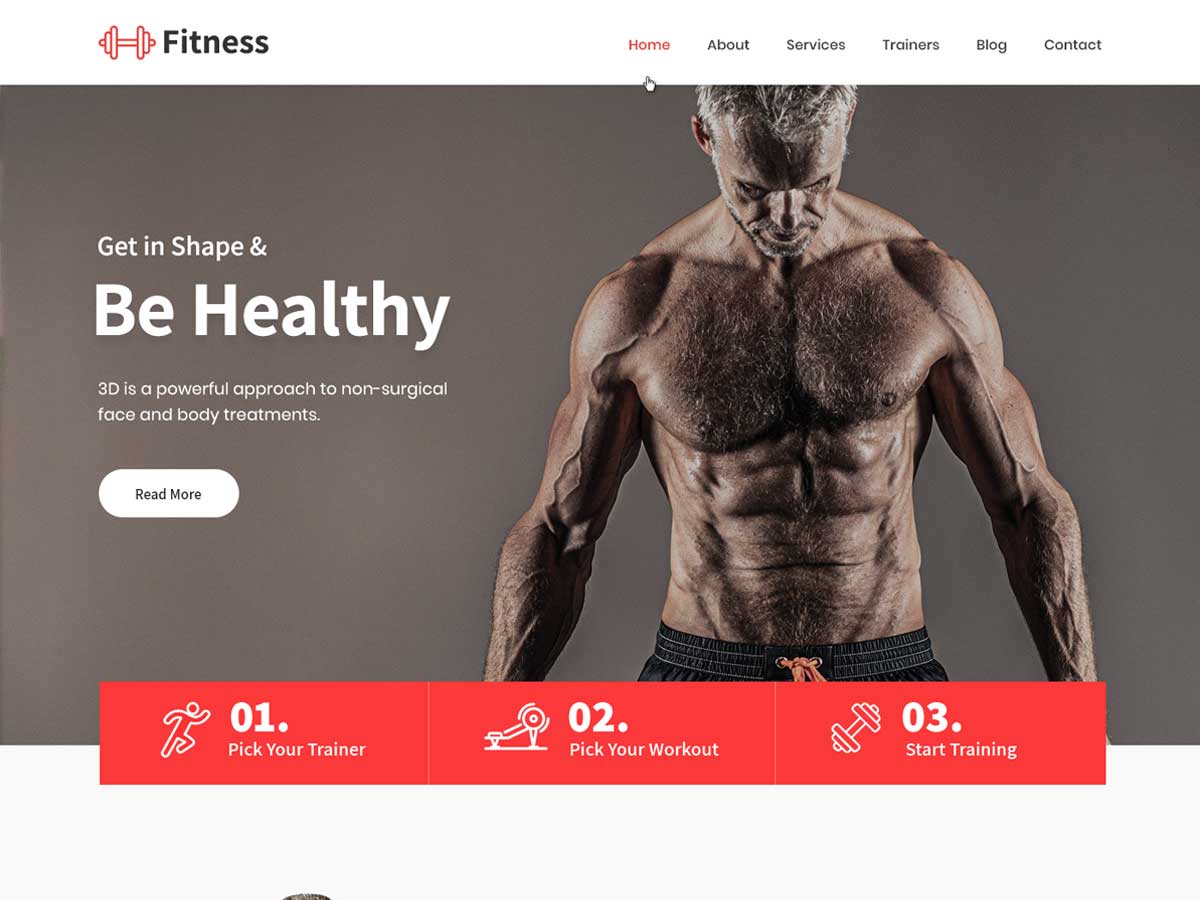 Fitness
Home About Services Trainers Blog Contact
Get in Shape &
Be Healthy
3D is a powerful approach to non-surgical
face and body treatments.
Read More
01.
Pick Your Trainer
02.
Pick Your Workout
03.
Start Training